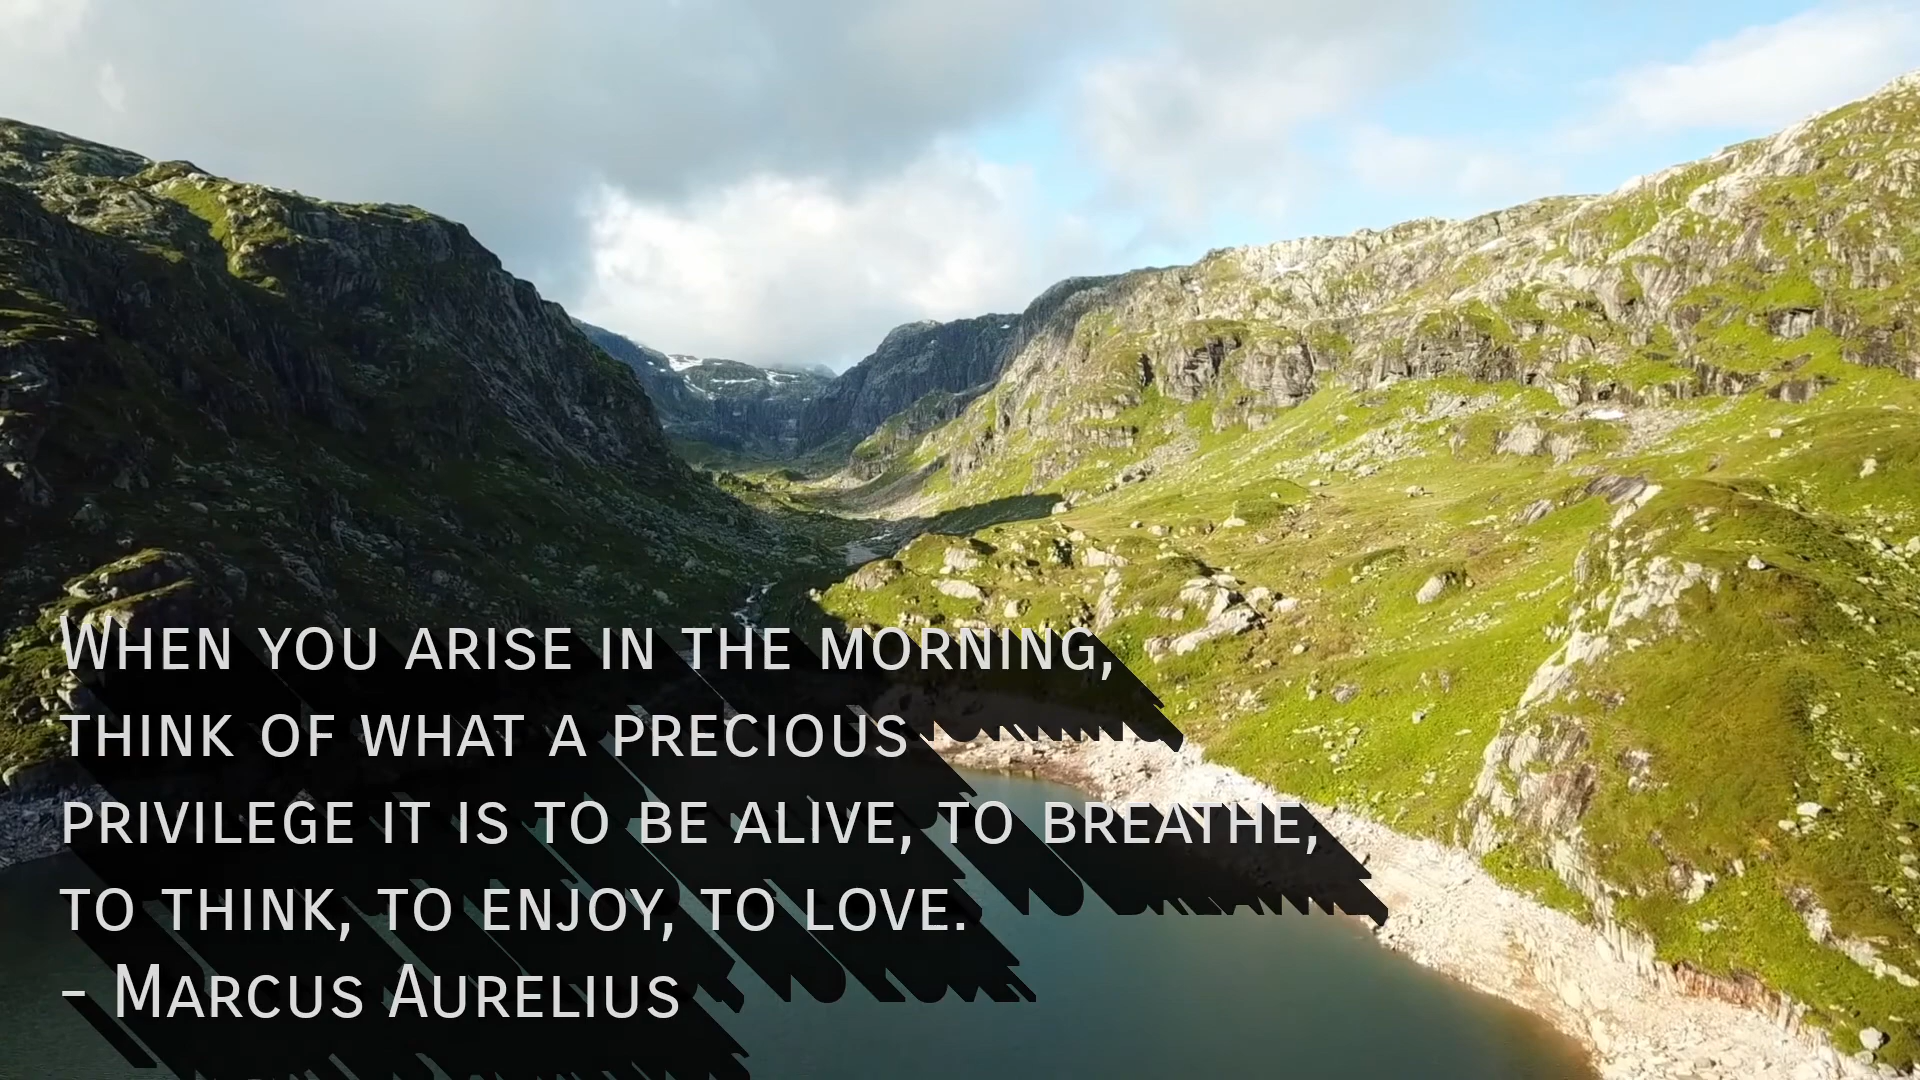 When you arise in the morning,
think of what a precious
privilege it is to be alive, to breathe,
to think, to enjoy, to love.
- Marcus Aurelius